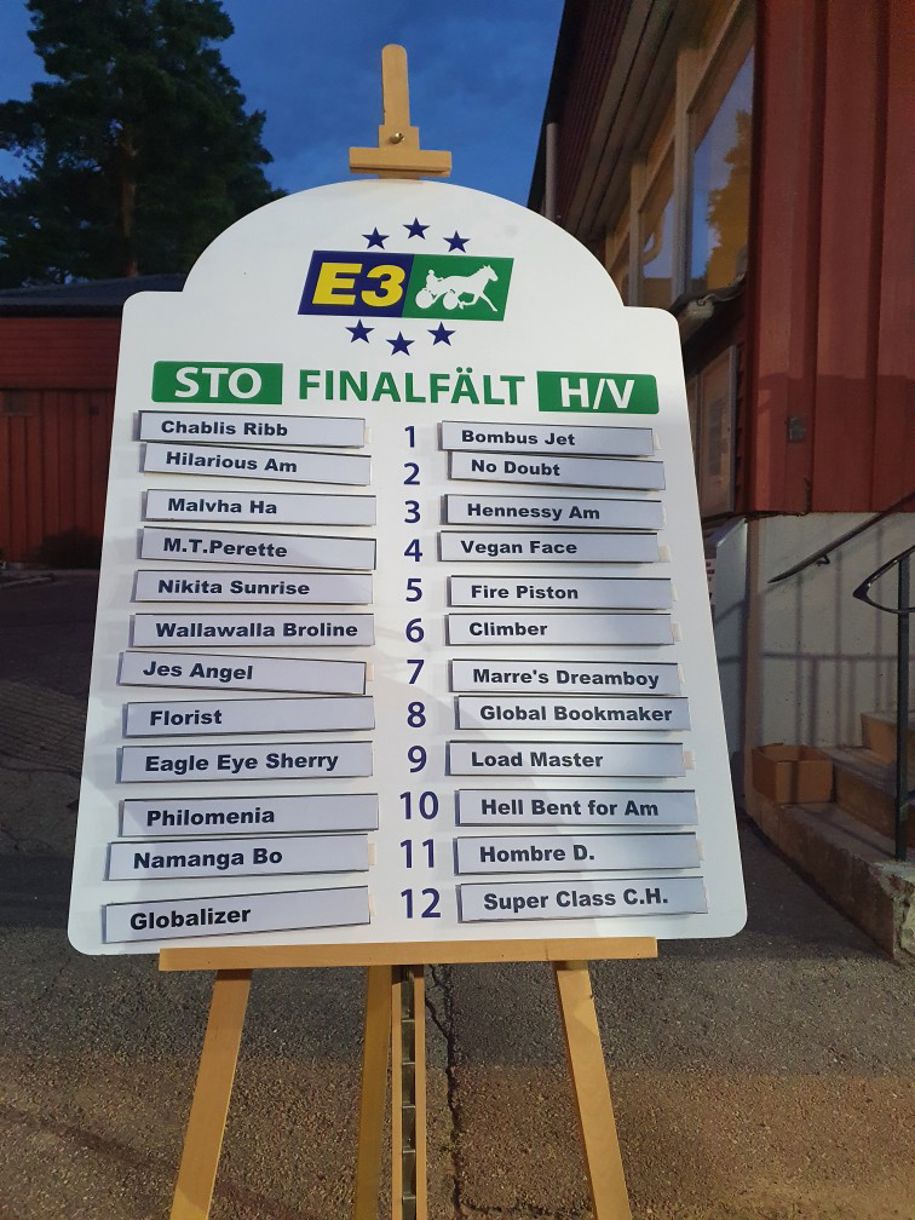 E3
STO FINALFÄLT H/V
Chablis Ribb 1 Bombus Jet
Hilarious Am 2 No Doubt
Malvha Ha 3 Hennessy Am
M.T.Perette 4 Vegan Face
Nikita Sunrise 5 Fire Piston
Wallawalla Broline 6 Climber
Jes Angel 7 Marre's Dreamboy
Florist 8 Global Bookmaker
Eagle Eye Sherry 9 Load Master
Philomenia 10 Hell Bent for Am
Namanga Bo 11 Hombre D.
Globalizer 12 Super Class C.H.